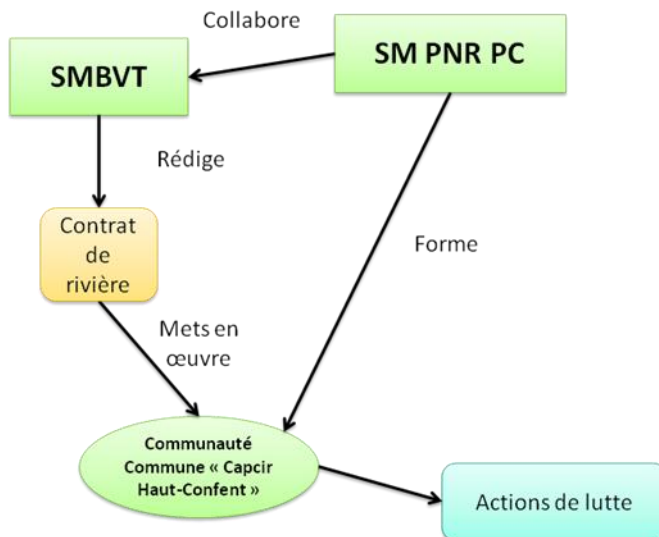 Collabore
SMBVT
SM PNR PC
Rédige
Contrat
de
rivière
Forme
Mets en
œuvre
Communauté
Commune « Capcir
Haut-Confent »
Actions de lutte